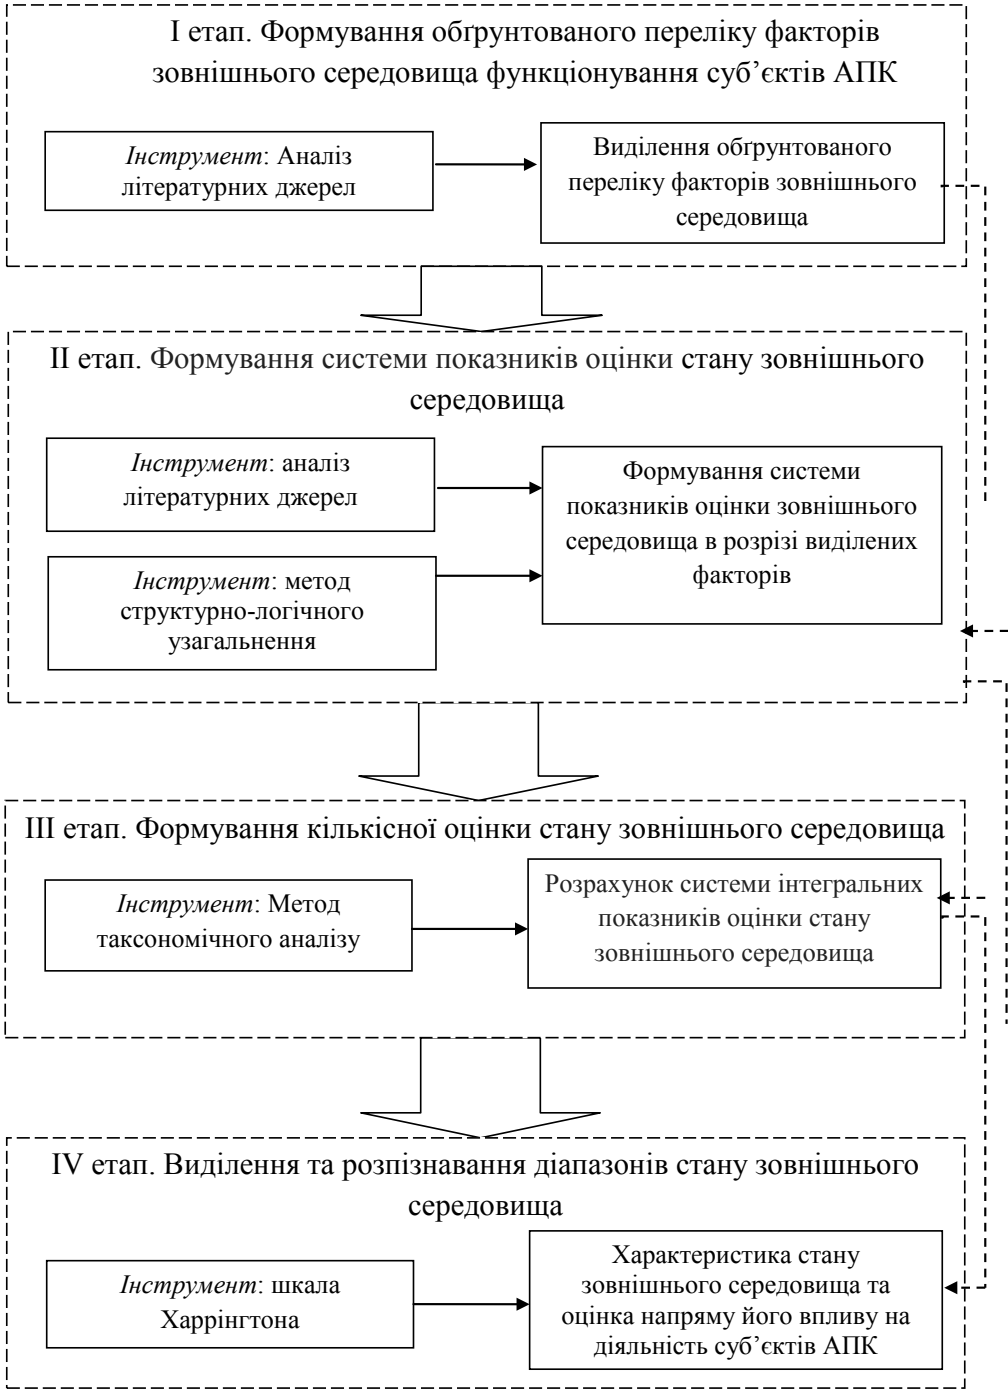 І етап. Формування обґрунтованого переліку факторів
зовнішнього середовища функціонування суб’єктів АПК
Інструмент: Аналіз
літературних джерел
Виділення обґрунтованого
переліку факторів зовнішнього
середовища
ІІ етап. Формування системи показників оцінки стану зовнішнього
середовища
Інструмент: аналіз
літературних джерел
Інструмент: метод
структурно-логічного
узагальнення
Формування системи
показників оцінки зовнішнього
середовища в розрізі виділених
факторів
ІІІ етап. Формування кількісної оцінки стану зовнішнього середовища
Інструмент: Метод
таксономічного аналізу
Розрахунок системи інтегральних
показників оцінки стану
зовнішнього середовища
IV етап. Виділення та розпізнавання діапазонів стану зовнішнього
середовища
Інструмент: шкала
Харрінгтона
Характеристика стану
зовнішнього середовища та
оцінка напряму його впливу на
діяльність суб’єктів АПК